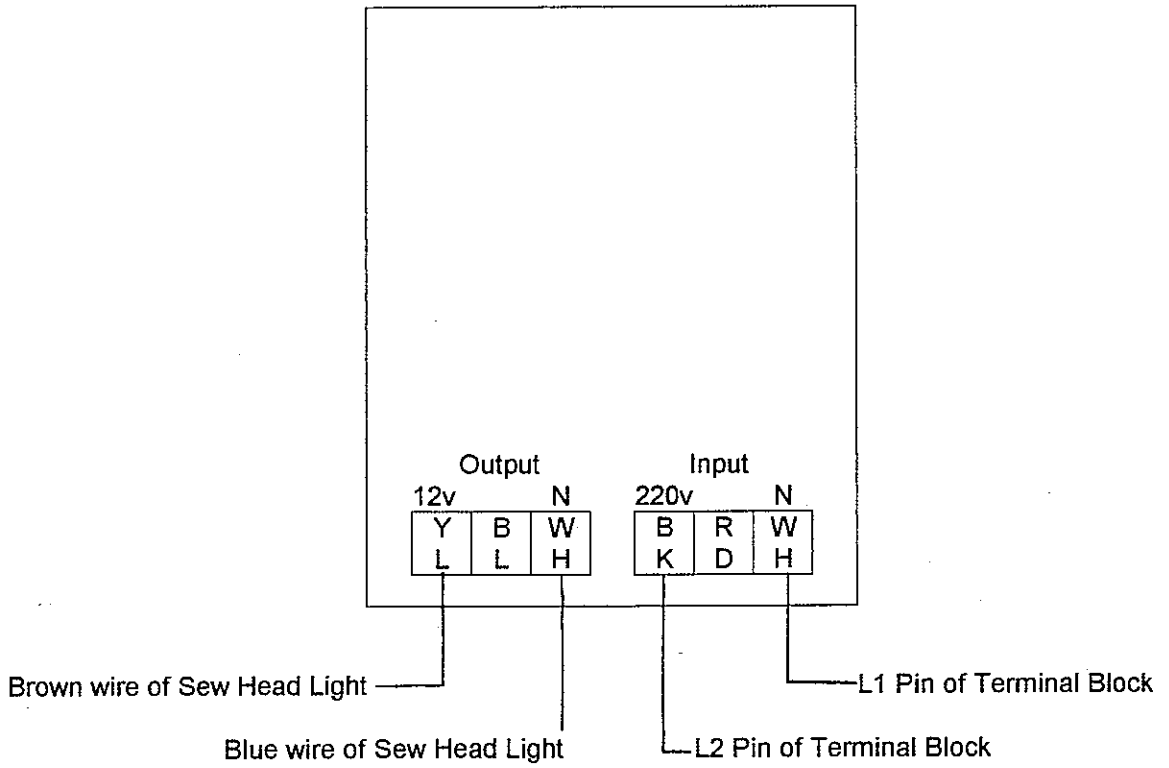 Output Input
12v N 220v N
Y B W B R W
L L H K D H
Brown wire of Sew Head Light
L1 Pin of Terminal Block
Blue wire of Sew Head Light
L2 Pin of Terminal Block